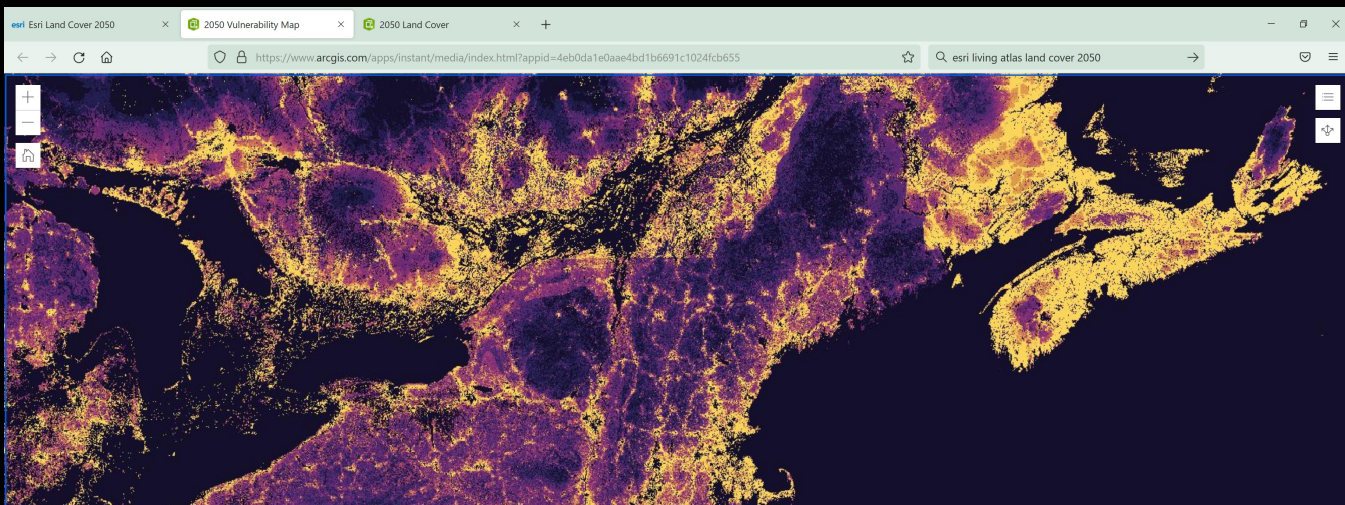 esri Esri Land Cover 2050
2050 Vulnerability Map
2050 Land Cover
https://www.arcgis.com/apps/instant/media/index.html?appid=4eb0da1e0aae4bd1b6691c1024fcb655
esri living atlas land cover 2050